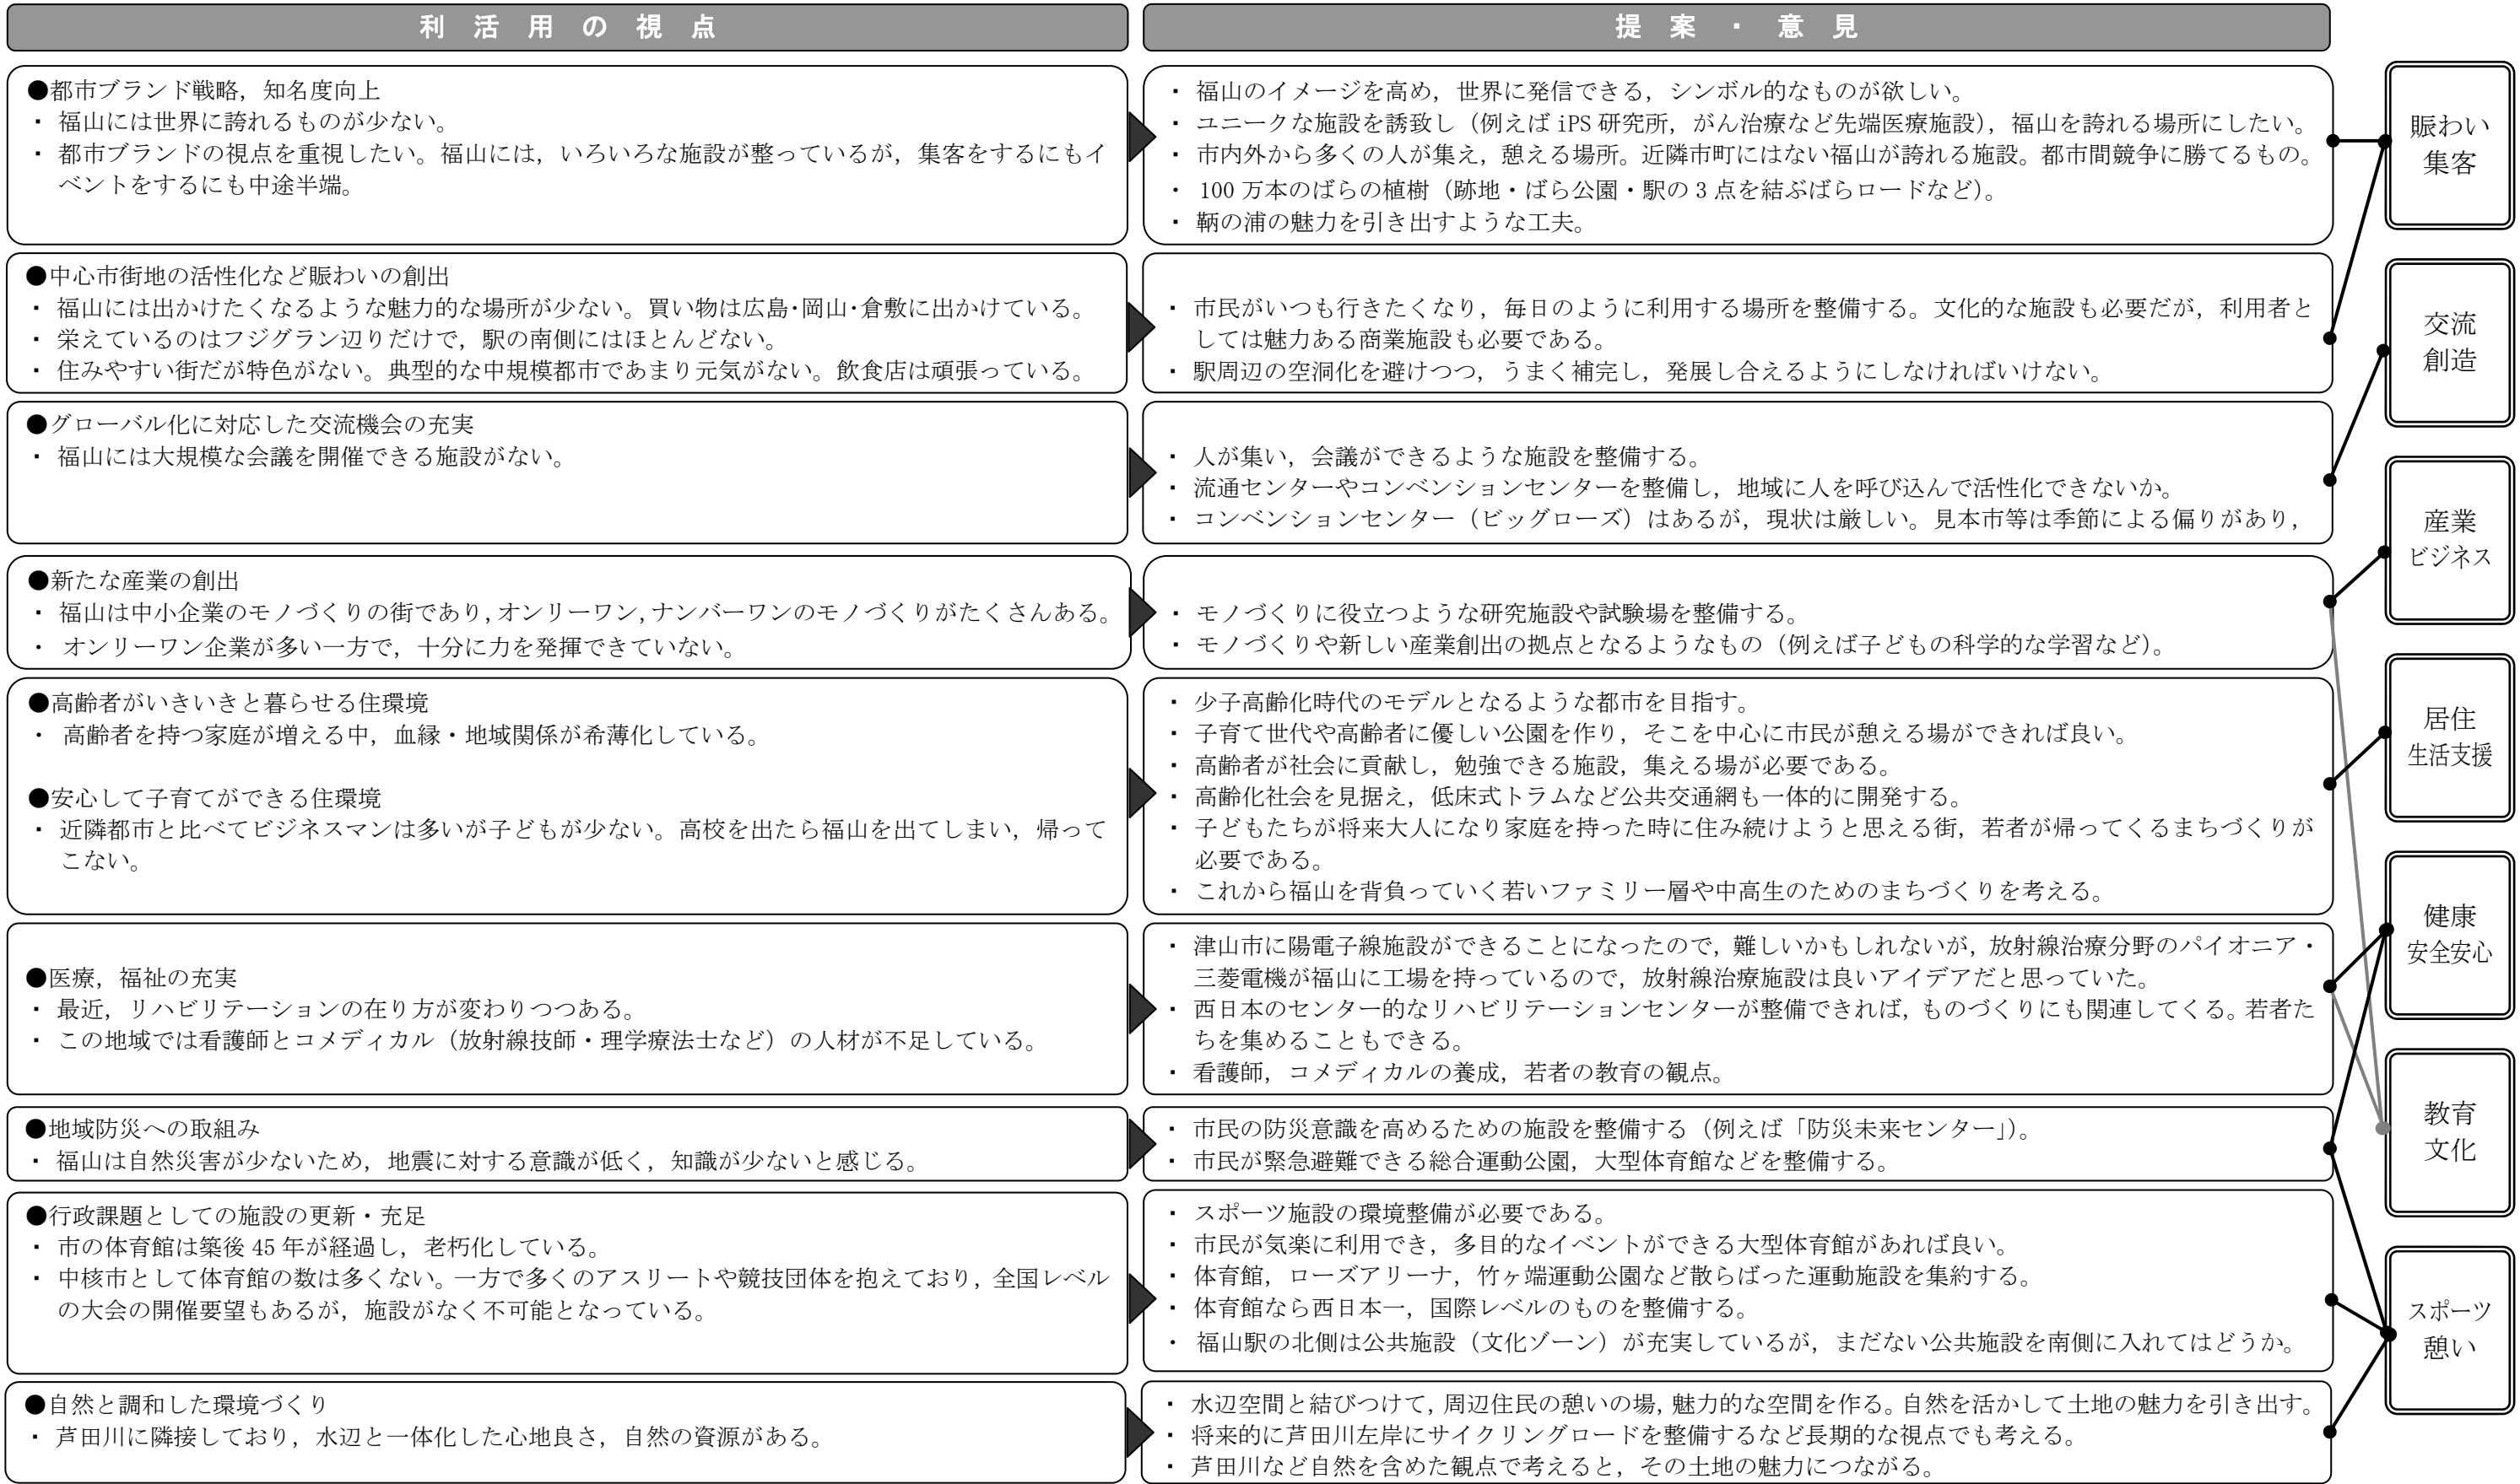 利活用の視点
提案・意見
●都市ブランド戦略，知名度向上
・ 福山には世界に誇れるものが少ない。
・ 都市ブランドの視点を重視したい。福山には，いろいろな施設が整っているが，集客をするにもイ
ベントをするにも中途半端。
・ 福山のイメージを高め，世界に発信できる，シンボル的なものが欲しい。
・ ユニークな施設を誘致し（例えば iPS 研究所，がん治療など先端医療施設），福山を誇れる場所にしたい。
・ 市内外から多くの人が集え，憩える場所。近隣市町にはない福山が誇れる施設。都市間競争に勝てるもの。
・ 100 万本のばらの植樹（跡地・ばら公園・駅の 3 点を結ぶばらロードなど）。
・ 鞆の浦の魅力を引き出すような工夫。
●中心市街地の活性化など賑わいの創出
・ 福山には出かけたくなるような魅力的な場所が少ない。買い物は広島･岡山･倉敷に出かけている。
・ 栄えているのはフジグラン辺りだけで，駅の南側にはほとんどない。
・ 住みやすい街だが特色がない。典型的な中規模都市であまり元気がない。飲食店は頑張っている。
・ 市民がいつも行きたくなり，毎日のように利用する場所を整備する。文化的な施設も必要だが，利用者と
しては魅力ある商業施設も必要である。
・ 駅周辺の空洞化を避けつつ，うまく補完し，発展し合えるようにしなければいけない。
●グローバル化に対応した交流機会の充実
・ 福山には大規模な会議を開催できる施設がない。
・ 人が集い，会議ができるような施設を整備する。
・ 流通センターやコンベンションセンターを整備し，地域に人を呼び込んで活性化できないか。
・ コンベンションセンター（ビッグローズ）はあるが，現状は厳しい。見本市等は季節による偏りがあり，
●新たな産業の創出
・ 福山は中小企業のモノづくりの街であり，オンリーワン，ナンバーワンのモノづくりがたくさんある。
・ オンリーワン企業が多い一方で，十分に力を発揮できていない。
・ モノづくりに役立つような研究施設や試験場を整備する。
・ モノづくりや新しい産業創出の拠点となるようなもの（例えば子どもの科学的な学習など）。
●高齢者がいきいきと暮らせる住環境
・ 高齢者を持つ家庭が増える中，血縁・地域関係が希薄化している。
●安心して子育てができる住環境
・ 近隣都市と比べてビジネスマンは多いが子どもが少ない。高校を出たら福山を出てしまい，帰って
こない。
・ 少子高齢化時代のモデルとなるような都市を目指す。
・ 子育て世代や高齢者に優しい公園を作り，そこを中心に市民が憩える場ができれば良い。
・ 高齢者が社会に貢献し，勉強できる施設，集える場が必要である。
・ 高齢化社会を見据え，低床式トラムなど公共交通網も一体的に開発する。
・ 子どもたちが将来大人になり家庭を持った時に住み続けようと思える街，若者が帰ってくるまちづくりが
必要である。
・ これから福山を背負っていく若いファミリー層や中高生のためのまちづくりを考える。
●医療，福祉の充実
・ 最近，リハビリテーションの在り方が変わりつつある。
・ この地域では看護師とコメディカル（放射線技師・理学療法士など）の人材が不足している。
・ 津山市に陽電子線施設ができることになったので，難しいかもしれないが，放射線治療分野のパイオニア・
三菱電機が福山に工場を持っているので，放射線治療施設は良いアイデアだと思っていた。
・ 西日本のセンター的なリハビリテーションセンターが整備できれば，ものづくりにも関連してくる。若者た
ちを集めることもできる。
・ 看護師，コメディカルの養成，若者の教育の観点。
●地域防災への取組み
・ 福山は自然災害が少ないため，地震に対する意識が低く，知識が少ないと感じる。
・ 市民の防災意識を高めるための施設を整備する（例えば「防災未来センター」）。
・ 市民が緊急避難できる総合運動公園，大型体育館などを整備する。
●行政課題としての施設の更新・充足
・ 市の体育館は築後 45 年が経過し，老朽化している。
・ 中核市として体育館の数は多くない。一方で多くのアスリートや競技団体を抱えており，全国レベル
の大会の開催要望もあるが，施設がなく不可能となっている。
・ スポーツ施設の環境整備が必要である。
・ 市民が気楽に利用でき，多目的なイベントができる大型体育館があれば良い。
・ 体育館，ローズアリーナ，竹ヶ端運動公園など散らばった運動施設を集約する。
・ 体育館なら西日本一，国際レベルのものを整備する。
・ 福山駅の北側は公共施設（文化ゾーン）が充実しているが，まだない公共施設を南側に入れてはどうか。
●自然と調和した環境づくり
・ 芦田川に隣接しており，水辺と一体化した心地良さ，自然の資源がある。
・ 水辺空間と結びつけて，周辺住民の憩いの場，魅力的な空間を作る。自然を活かして土地の魅力を引き出す。
・ 将来的に芦田川左岸にサイクリングロードを整備するなど長期的な視点でも考える。
・ 芦田川など自然を含めた観点で考えると，その土地の魅力につながる。
賑わい
集客
交流
創造
産業
ビジネス
居住
生活支援
健康
安全安心
教育
文化
スポーツ
憩い